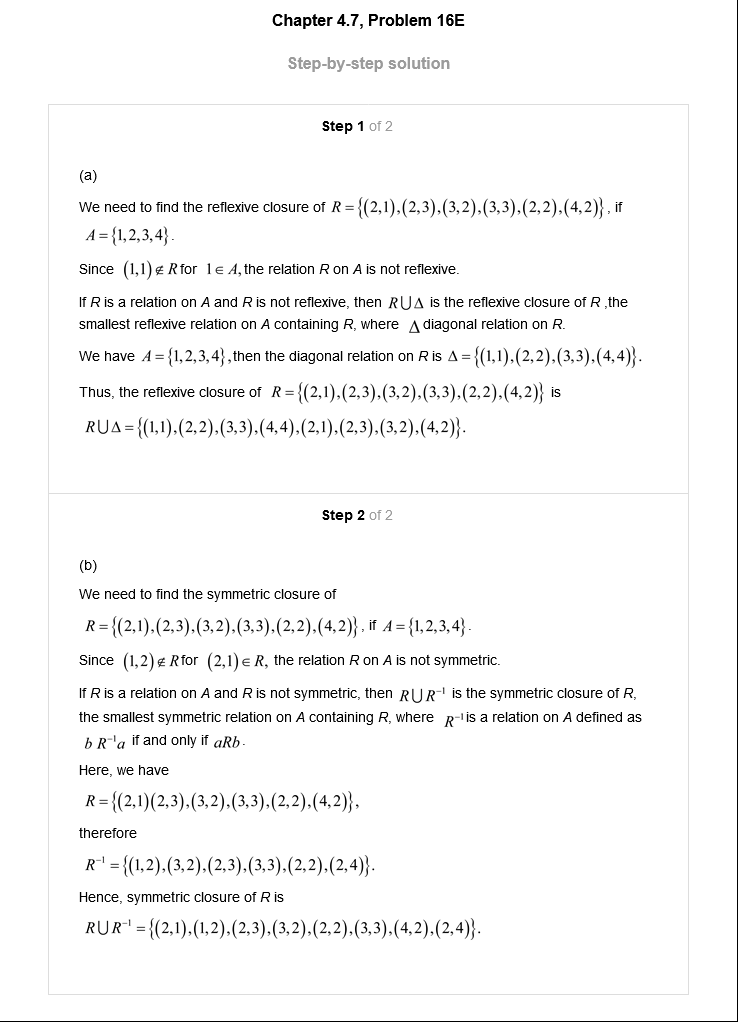 Chapter 4.7, Problem 16E
Step-by-step solution
Step 1 of 2
(a)
We need to find the reflexive closure of R = {(2,1),(2,3),(3,2),(3,3),(2,2),(4,2)} , if
A = {1,2,3,4} .
Since (1,1) ∉ R for 1 ∈ A, the relation R on A is not reflexive.
If R is a relation on A and R is not reflexive, then R ∪ Δ is the reflexive closure of R ,the
smallest reflexive relation on A containing R, where Δ diagonal relation on R.
We have A = {1,2,3,4} ,then the diagonal relation on R is Δ = {(1,1),(2,2),(3,3),(4,4)}.
Thus, the reflexive closure of R = {(2,1),(2,3),(3,2),(3,3),(2,2),(4,2)} is
R ∪ Δ = {(1,1),(2,2),(3,3),(4,4),(2,1),(2,3),(3,2),(4,2)}.
Step 2 of 2
(b)
We need to find the symmetric closure of
R = {(2,1),(2,3),(3,2),(3,3),(2,2),(4,2)} , if A = {1,2,3,4} .
Since (1,2) ∉ R for (2,1) ∈ R, the relation R on A is not symmetric.
If R is a relation on A and R is not symmetric, then R ∪ R⁻¹ is the symmetric closure of R,
the smallest symmetric relation on A containing R, where R⁻¹ is a relation on A defined as
b R⁻¹a if and only if aRb .
Here, we have
R = {(2,1)(2,3),(3,2),(3,3),(2,2),(4,2)},
therefore
R⁻¹ = {(1,2),(3,2),(2,3),(3,3),(2,2),(2,4)}.
Hence, symmetric closure of R is
R ∪ R⁻¹ = {(2,1),(1,2),(2,3),(3,2),(2,2),(3,3),(4,2),(2,4)}.